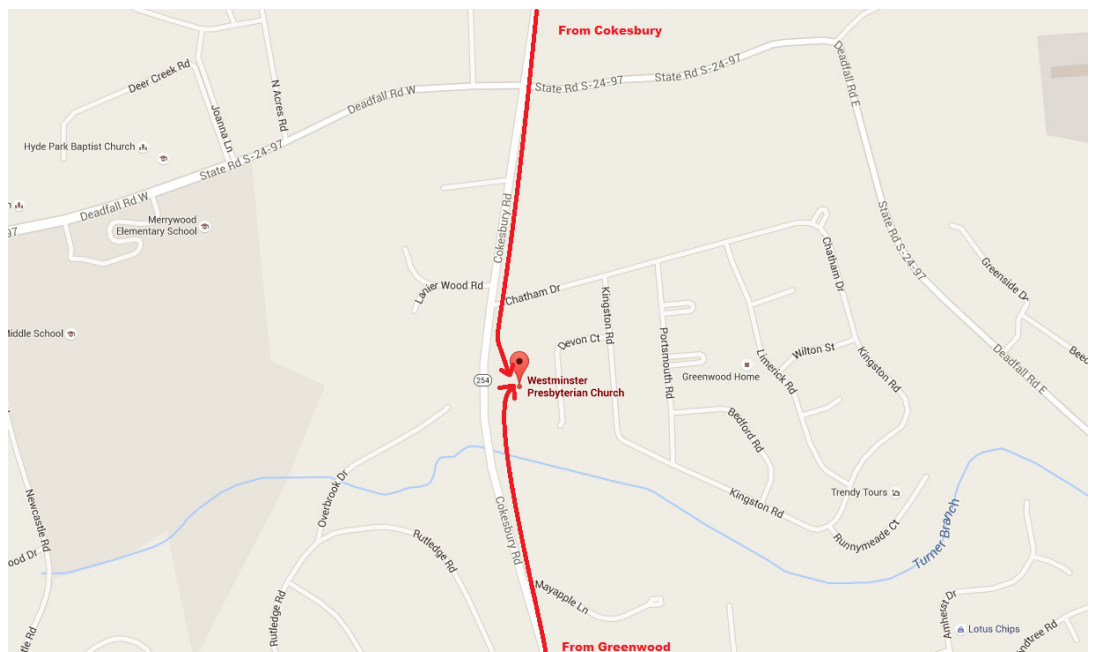 From Cokesbury
Deer Creek Rd
Joanna Ln
N Acres Rd
Deadfall Rd W
State Rd S-24-97
State Rd S-24-97
Deadfall Rd E
Hyde Park Baptist Church
State Rd S-24-97
Deadfall Rd W
97
Merrywood
Elementary School
Cokesbury Rd
Chatham Dr
State Rd S-24-97
Greenside Dr
Lanier Wood Rd
Chatham Dr
Kingston Rd
Portsmouth Rd
Devon Ct
Middle School
Wilton St
Kingston Rd
Limerick Rd
Deadfall Rd E
Greenwood Home
254
Westminster
Presbyterian Church
Bedford Rd
Newcastle Rd
Overbrook Dr
Cokesbury Rd
Kingston Rd
Trendy Tours
Runnymeade Ct
Turner Branch
Rutledge Rd
Rutledge Rd
Mayapple Ln
Amherst Dr
Lotus Chips
From Greenwood